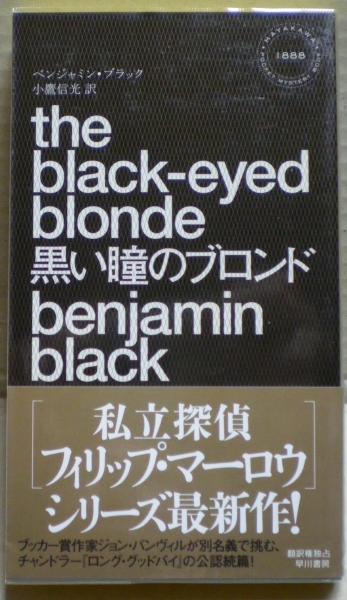 ベンジャミン・ブラック
小鷹信光 訳
HAYAKAWA
1888
POCKET MYSTERY BOOK
the
black-eyed
blonde
黒い瞳のブロンド
benjamin
black
私立探偵
フィリップ・マーロウ
シリーズ最新作!
ブッカー賞作家ジョン・バンヴィルが別名義で挑む、
チャンドラー『ロング・グッドバイ』の公認続篇!
翻訳権独占
早川書房